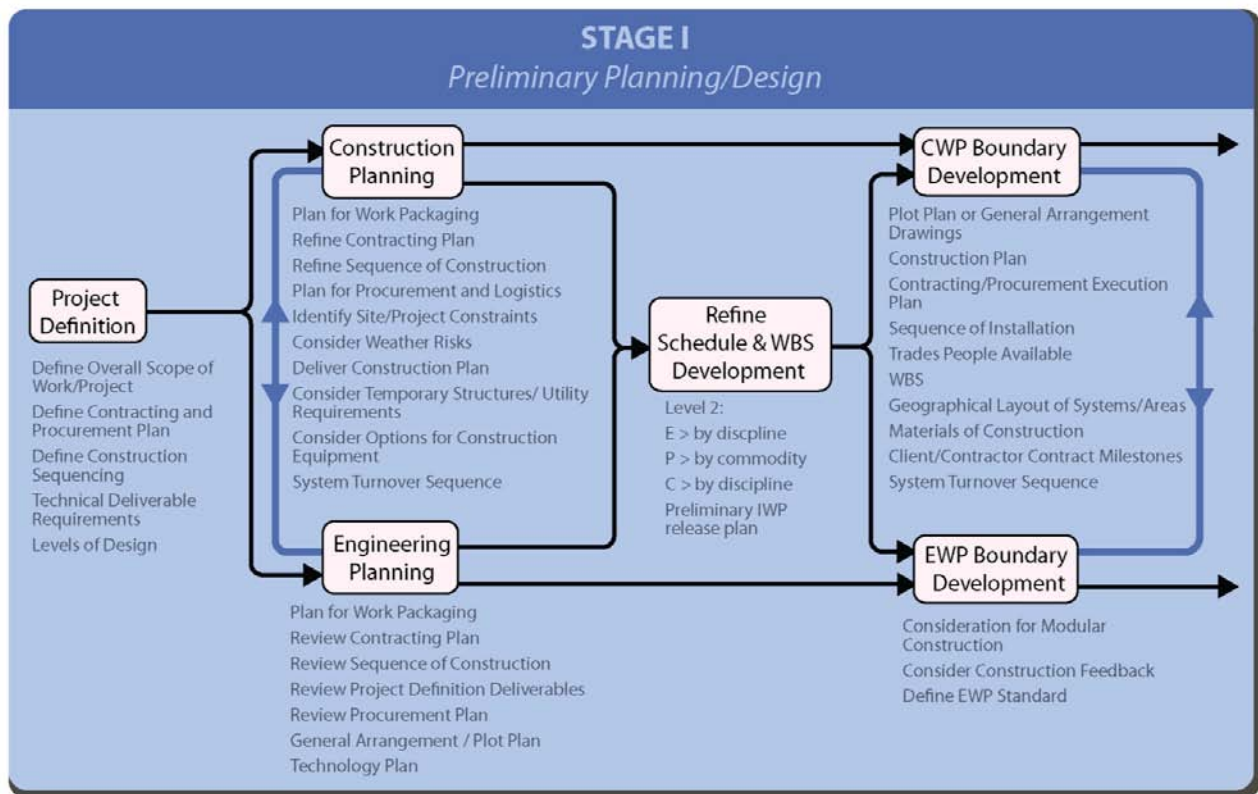 STAGE I
Preliminary Planning/Design
Project
Definition
Define Overall Scope of
Work/Project
Define Contracting and
Procurement Plan
Define Construction
Sequencing
Technical Deliverable
Requirements
Levels of Design
Construction
Planning
Plan for Work Packaging
Refine Contracting Plan
Refine Sequence of Construction
Plan for Procurement and Logistics
Identify Site/Project Constraints
Consider Weather Risks
Deliver Construction Plan
Consider Temporary Structures/ Utility
Requirements
Consider Options for Construction
Equipment
System Turnover Sequence
Engineering
Planning
Plan for Work Packaging
Review Contracting Plan
Review Sequence of Construction
Review Project Definition Deliverables
Review Procurement Plan
General Arrangement / Plot Plan
Technology Plan
Refine
Schedule & WBS
Development
Level 2:
E > by discpline
P > by commodity
C > by discipline
Preliminary IWP
release plan
CWP Boundary
Development
Plot Plan or General Arrangement
Drawings
Construction Plan
Contracting/Procurement Execution
Plan
Sequence of Installation
Trades People Available
WBS
Geographical Layout of Systems/Areas
Materials of Construction
Client/Contractor Contract Milestones
System Turnover Sequence
EWP Boundary
Development
Consideration for Modular
Construction
Consider Construction Feedback
Define EWP Standard